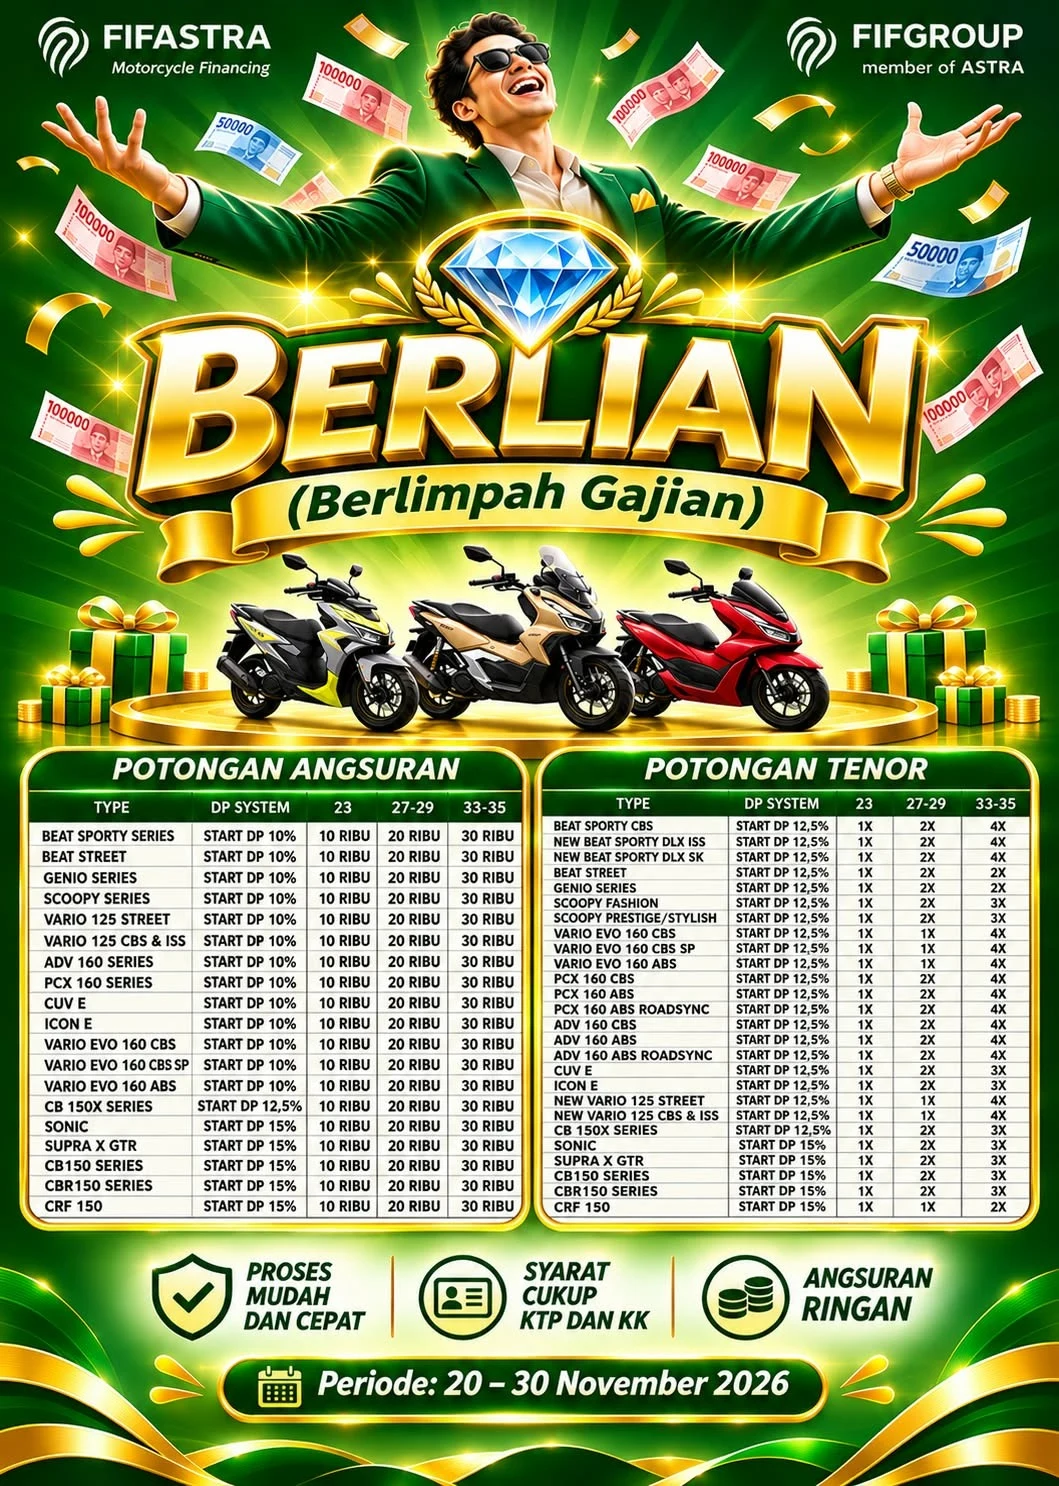 FIFASTRA
Motorcycle Financing
FIFGROUP
member of ASTRA
100000
50000
100000
100000
100000
50000
100000
100000
BERLIAN
(Berlimpah Gajian)
POTONGAN ANGSURAN
TYPE DP SYSTEM 23 27-29 33-35
BEAT SPORTY SERIES START DP 10% 10 RIBU 20 RIBU 30 RIBU
BEAT STREET START DP 10% 10 RIBU 20 RIBU 30 RIBU
GENIO SERIES START DP 10% 10 RIBU 20 RIBU 30 RIBU
SCOOPY SERIES START DP 10% 10 RIBU 20 RIBU 30 RIBU
VARIO 125 STREET START DP 10% 10 RIBU 20 RIBU 30 RIBU
VARIO 125 CBS & ISS START DP 10% 10 RIBU 20 RIBU 30 RIBU
ADV 160 SERIES START DP 10% 10 RIBU 20 RIBU 30 RIBU
PCX 160 SERIES START DP 10% 10 RIBU 20 RIBU 30 RIBU
CUV E START DP 10% 10 RIBU 20 RIBU 30 RIBU
ICON E START DP 10% 10 RIBU 20 RIBU 30 RIBU
VARIO EVO 160 CBS START DP 10% 10 RIBU 20 RIBU 30 RIBU
VARIO EVO 160 CBS SP START DP 10% 10 RIBU 20 RIBU 30 RIBU
VARIO EVO 160 ABS START DP 10% 10 RIBU 20 RIBU 30 RIBU
CB 150X SERIES START DP 12,5% 10 RIBU 20 RIBU 30 RIBU
SONIC START DP 15% 10 RIBU 20 RIBU 30 RIBU
SUPRA X GTR START DP 15% 10 RIBU 20 RIBU 30 RIBU
CB150 SERIES START DP 15% 10 RIBU 20 RIBU 30 RIBU
CBR150 SERIES START DP 15% 10 RIBU 20 RIBU 30 RIBU
CRF 150 START DP 15% 10 RIBU 20 RIBU 30 RIBU
POTONGAN TENOR
TYPE DP SYSTEM 23 27-29 33-35
BEAT SPORTY CBS START DP 12,5% 1X 2X 4X
NEW BEAT SPORTY DLX ISS START DP 12,5% 1X 2X 4X
NEW BEAT SPORTY DLX SK START DP 12,5% 1X 2X 4X
BEAT STREET START DP 12,5% 1X 2X 2X
GENIO SERIES START DP 12,5% 1X 2X 2X
SCOOPY FASHION START DP 12,5% 1X 2X 3X
SCOOPY PRESTIGE/STYLISH START DP 12,5% 1X 2X 3X
VARIO EVO 160 CBS START DP 12,5% 1X 1X 4X
VARIO EVO 160 CBS SP START DP 12,5% 1X 1X 4X
VARIO EVO 160 ABS START DP 12,5% 1X 1X 4X
PCX 160 CBS START DP 12,5% 1X 2X 4X
PCX 160 ABS START DP 12,5% 1X 2X 4X
PCX 160 ABS ROADSYNC START DP 12,5% 1X 2X 4X
ADV 160 CBS START DP 12,5% 1X 2X 4X
ADV 160 ABS START DP 12,5% 1X 2X 4X
ADV 160 ABS ROADSYNC START DP 12,5% 1X 2X 4X
CUV E START DP 12,5% 1X 2X 3X
ICON E START DP 12,5% 1X 2X 3X
NEW VARIO 125 STREET START DP 12,5% 1X 1X 4X
NEW VARIO 125 CBS & ISS START DP 12,5% 1X 1X 4X
CB 150X SERIES START DP 12,5% 1X 2X 3X
SONIC START DP 15% 1X 2X 3X
SUPRA X GTR START DP 15% 1X 2X 3X
CB150 SERIES START DP 15% 1X 2X 3X
CBR150 SERIES START DP 15% 1X 2X 3X
CRF 150 START DP 15% 1X 1X 2X
PROSES
MUDAH
DAN CEPAT
SYARAT
CUKUP
KTP DAN KK
ANGSURAN
RINGAN
Periode: 20 – 30 November 2026